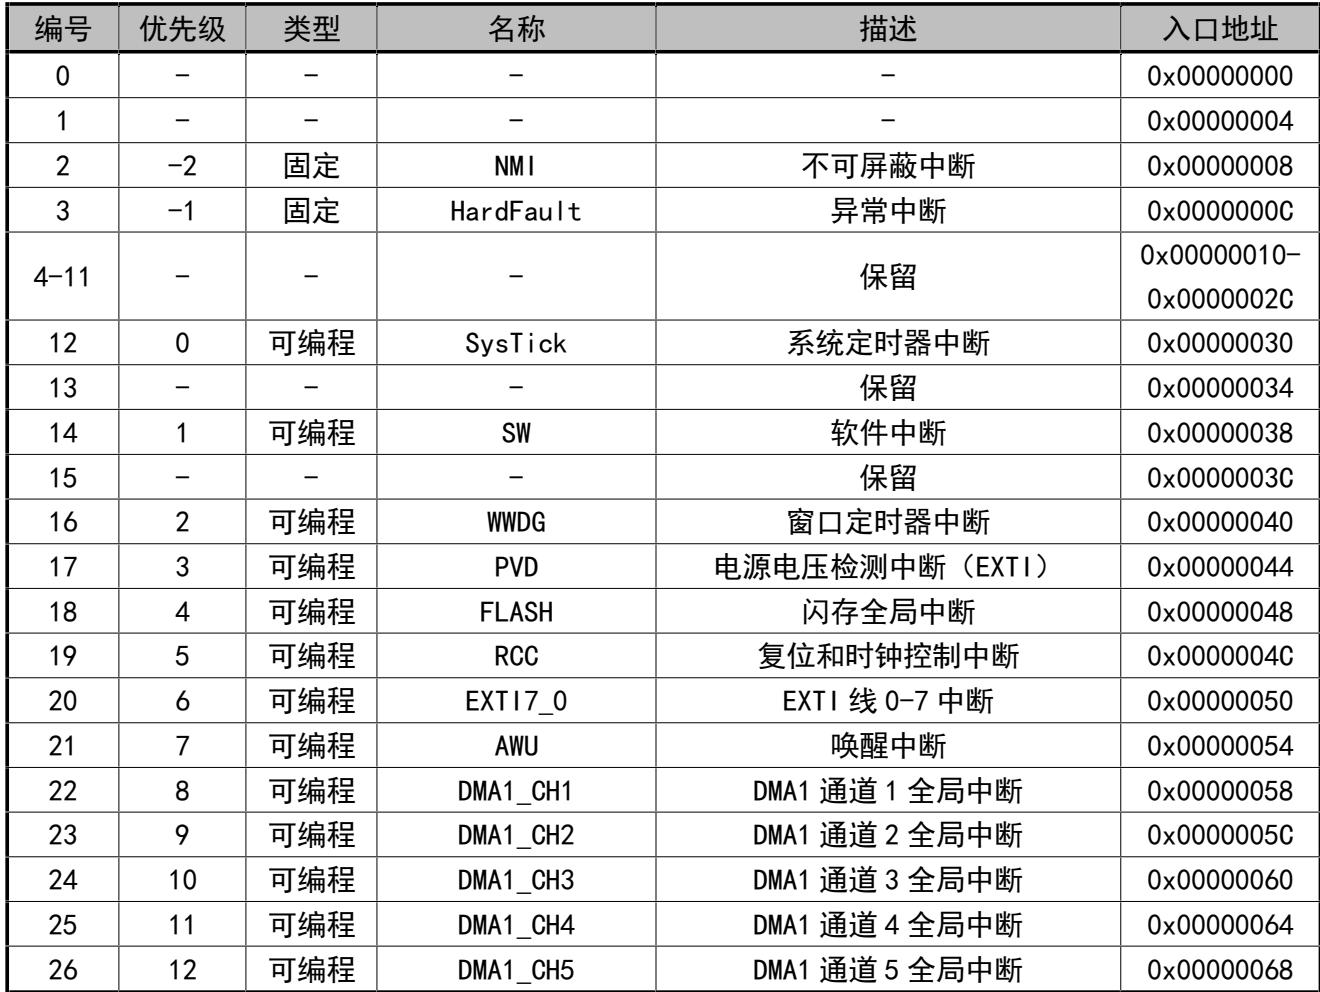 编号 优先级 类型 名称 描述 入口地址
0 - - - - 0x00000000
1 - - - - 0x00000004
2 -2 固定 NMI 不可屏蔽中断 0x00000008
3 -1 固定 HardFault 异常中断 0x0000000C
4-11 - - - 保留 0x00000010-
0x0000002C
12 0 可编程 SysTick 系统定时器中断 0x00000030
13 - - - 保留 0x00000034
14 1 可编程 SW 软件中断 0x00000038
15 - - - 保留 0x0000003C
16 2 可编程 WWDG 窗口定时器中断 0x00000040
17 3 可编程 PVD 电源电压检测中断（EXTI） 0x00000044
18 4 可编程 FLASH 闪存全局中断 0x00000048
19 5 可编程 RCC 复位和时钟控制中断 0x0000004C
20 6 可编程 EXTI7_0 EXTI 线 0-7 中断 0x00000050
21 7 可编程 AWU 唤醒中断 0x00000054
22 8 可编程 DMA1_CH1 DMA1 通道 1 全局中断 0x00000058
23 9 可编程 DMA1_CH2 DMA1 通道 2 全局中断 0x0000005C
24 10 可编程 DMA1_CH3 DMA1 通道 3 全局中断 0x00000060
25 11 可编程 DMA1_CH4 DMA1 通道 4 全局中断 0x00000064
26 12 可编程 DMA1_CH5 DMA1 通道 5 全局中断 0x00000068